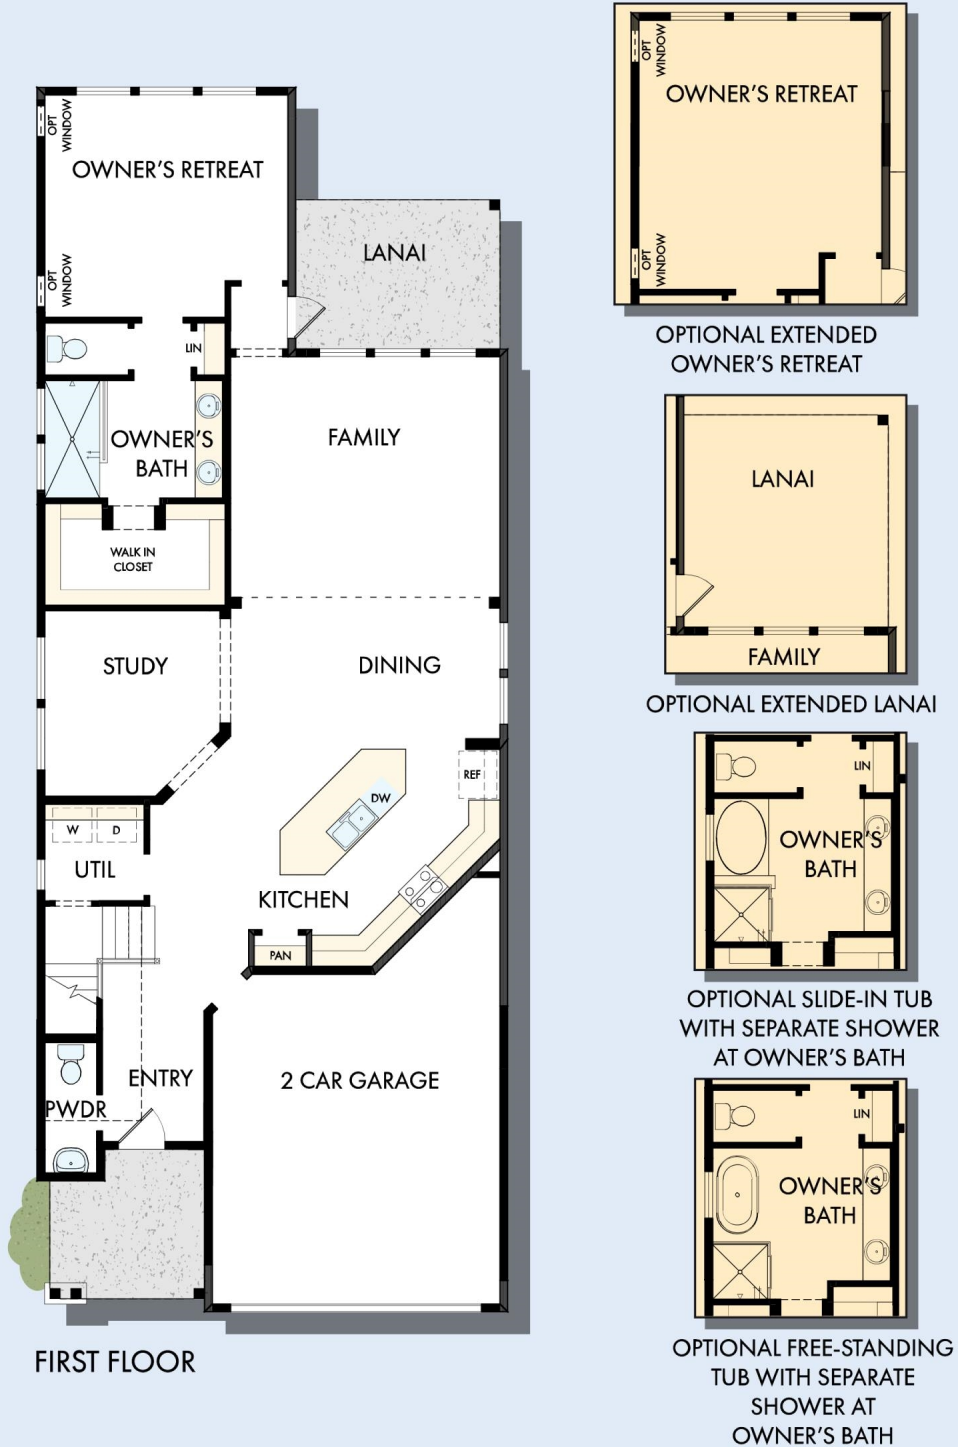 OPT
WINDOW
OWNER'S RETREAT
OPT
WINDOW
LANAI
LIN
OWNER'S
BATH
FAMILY
WALK IN
CLOSET
STUDY
DINING
REF
DW
W
D
UTIL
KITCHEN
PAN
ENTRY
PWDR
2 CAR GARAGE
FIRST FLOOR
OPT
WINDOW
OWNER'S RETREAT
OPT
WINDOW
OPTIONAL EXTENDED
OWNER'S RETREAT
LANAI
FAMILY
OPTIONAL EXTENDED LANAI
LIN
OWNER'S
BATH
OPTIONAL SLIDE-IN TUB
WITH SEPARATE SHOWER
AT OWNER'S BATH
LIN
OWNER'S
BATH
OPTIONAL FREE-STANDING
TUB WITH SEPARATE
SHOWER AT
OWNER'S BATH